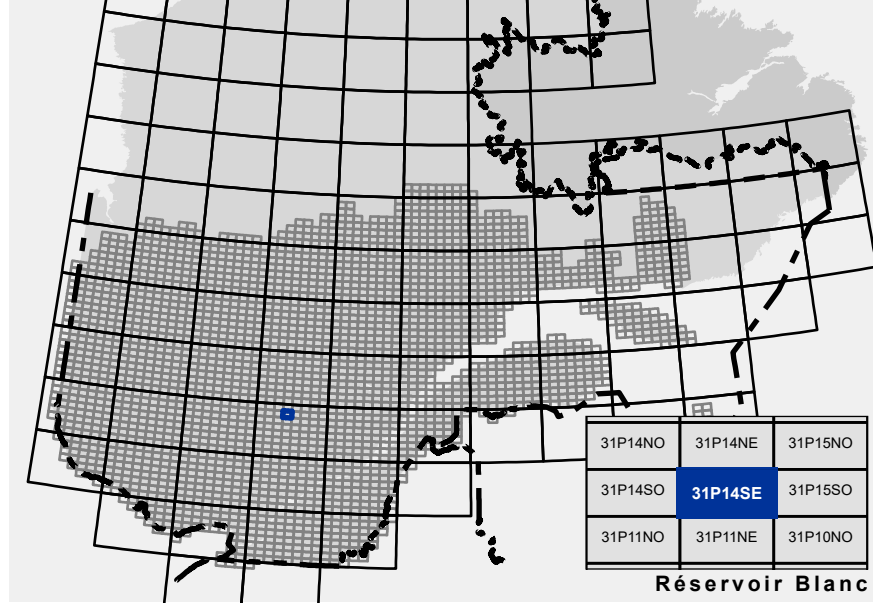 31P14NO 31P14NE 31P15NO
31P14SO 31P14SE 31P15SO
31P11NO 31P11NE 31P10NO
Réservoir Blanc